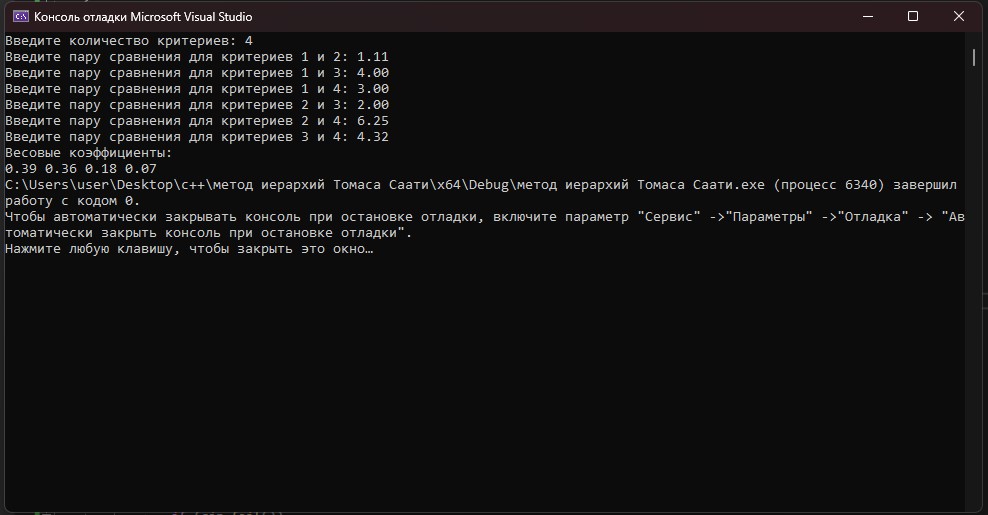 Консоль отладки Microsoft Visual Studio
Введите количество критериев: 4
Введите пару сравнения для критериев 1 и 2: 1.11
Введите пару сравнения для критериев 1 и 3: 4.00
Введите пару сравнения для критериев 1 и 4: 3.00
Введите пару сравнения для критериев 2 и 3: 2.00
Введите пару сравнения для критериев 2 и 4: 6.25
Введите пару сравнения для критериев 3 и 4: 4.32
Весовые коэффициенты:
0.39 0.36 0.18 0.07
C:\Users\user\Desktop\c++\метод иерархий Томаса Саати\x64\Debug\метод иерархий Томаса Саати.exe (процесс 6340) завершил
работу с кодом 0.
Чтобы автоматически закрывать консоль при остановке отладки, включите параметр "Сервис" ->"Параметры" ->"Отладка" -> "Ав
томатически закрыть консоль при остановке отладки".
Нажмите любую клавишу, чтобы закрыть это окно…